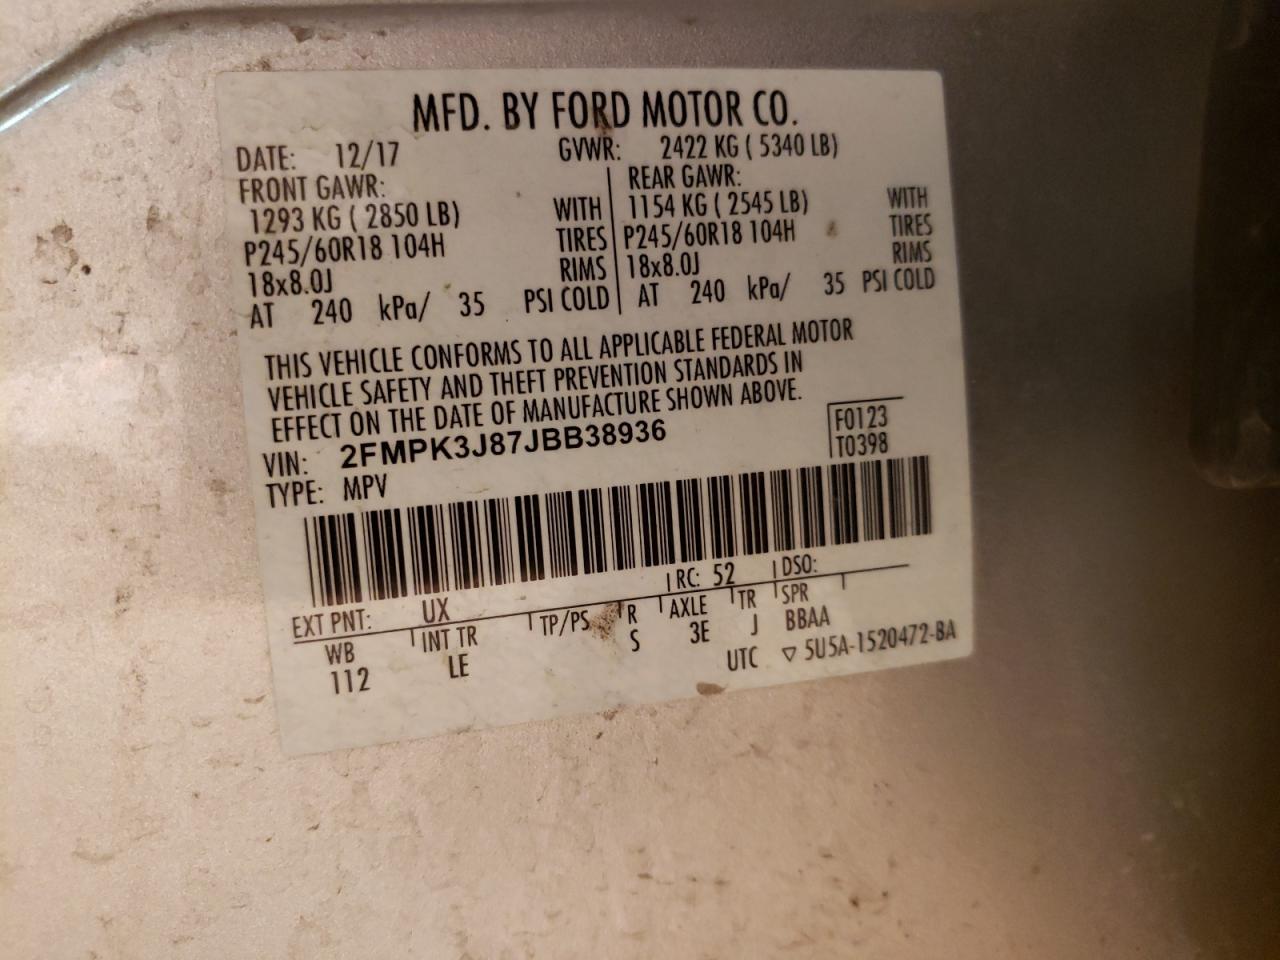 MFD. BY FORD MOTOR CO.
DATE: 12/17 GVWR: 2422 KG ( 5340 LB)
FRONT GAWR: REAR GAWR:
1293 KG ( 2850 LB) WITH 1154 KG ( 2545 LB) WITH
P245/60R18 104H TIRES P245/60R18 104H TIRES
18x8.0J RIMS 18x8.0J RIMS
AT 240 kPa/ 35 PSI COLD AT 240 kPa/ 35 PSI COLD
THIS VEHICLE CONFORMS TO ALL APPLICABLE FEDERAL MOTOR
VEHICLE SAFETY AND THEFT PREVENTION STANDARDS IN
EFFECT ON THE DATE OF MANUFACTURE SHOWN ABOVE.
VIN: 2FMPK3J87JBB38936 F0123
TYPE: MPV T0398
EXT PNT: UX RC: 52 DSO:
WB INT TR TP/PS R AXLE TR SPR
112 LE S 3E J BBAA
UTC ▽ 5U5A-1520472-BA